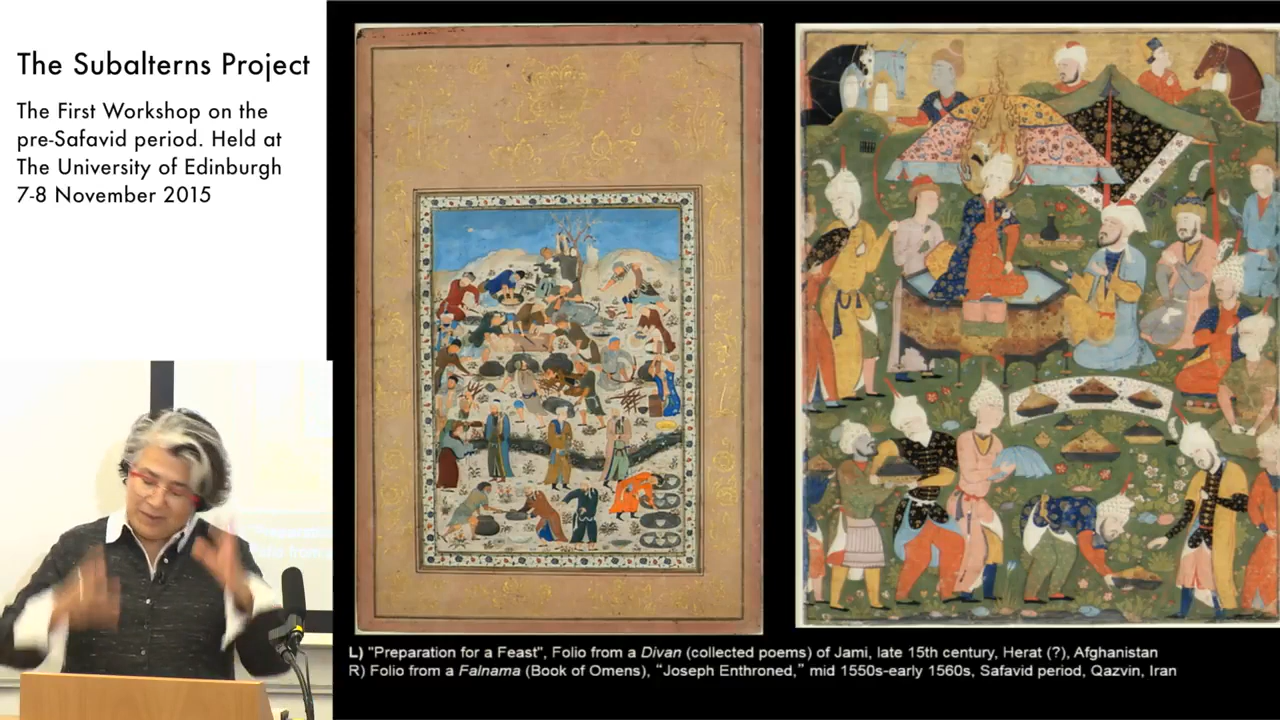 The Subalterns Project
The First Workshop on the
pre-Safavid period. Held at
The University of Edinburgh
7-8 November 2015
L) "Preparation for a Feast", Folio from a Divan (collected poems) of Jami, late 15th century, Herat (?), Afghanistan
R) Folio from a Falnama (Book of Omens), “Joseph Enthroned,” mid 1550s-early 1560s, Safavid period, Qazvin, Iran